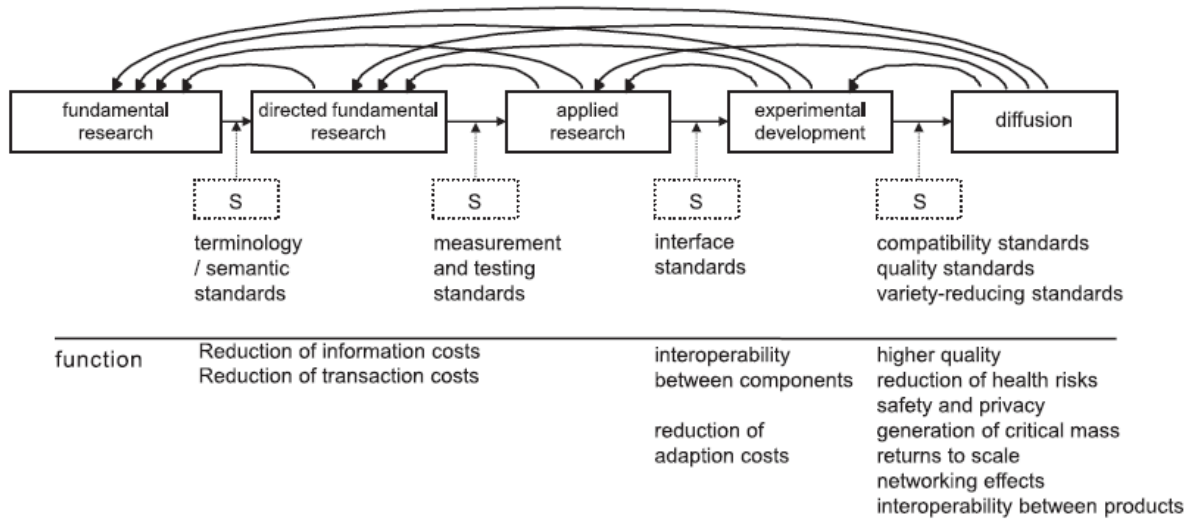 fundamental
research
directed fundamental
research
applied
research
experimental
development
diffusion
S
S
S
S
terminology
/ semantic
standards
measurement
and testing
standards
interface
standards
compatibility standards
quality standards
variety-reducing standards
function
Reduction of information costs
Reduction of transaction costs
interoperability
between components
reduction of
adaption costs
higher quality
reduction of health risks
safety and privacy
generation of critical mass
returns to scale
networking effects
interoperability between products